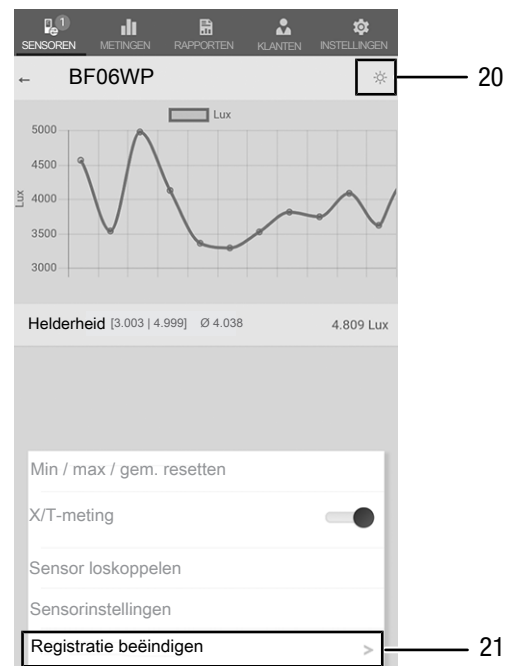 1
SENSOREN METINGEN RAPPORTEN KLANTEN INSTELLINGEN
← BF06WP 20
Lux
5000
4500
4000
3500
3000
Lux
Helderheid [3.003 | 4.999] Ø 4.038 4.809 Lux
Min / max / gem. resetten
X/T-meting
Sensor loskoppelen
Sensorinstellingen
Registratie beëindigen > 21